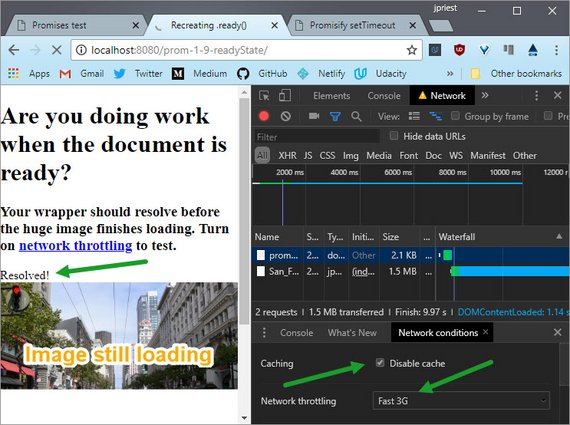 jpriest
Promises test
Recreating .ready()
Promisify setTimeout
localhost:8080/prom-1-9-readyState/
Apps
Gmail
Twitter
Medium
GitHub
Netlify
Udacity
»
Other bookmarks
Are you doing work
when the document is
ready?
Your wrapper should resolve before
the huge image finishes loading. Turn
on network throttling to test.
Resolved!
Image still loading
Elements
Console
Network
»
View:
Group by frame
Pre
Filter
Hide data URLs
All
XHR
JS
CSS
Img
Media
Font
Doc
WS
Manifest
Other
2000 ms
4000 ms
6000 ms
8000 ms
10000 ms
12000
Name
S...
Ty...
Initi...
Size
Waterfall
prom...
2...
do...
Other
2.1 KB
San_F...
2...
jp...
(ind...
1.5 MB
2 requests | 1.5 MB transferred | Finish: 9.97 s | DOMContentLoaded: 1.14 s
Console
What's New
Network conditions
Caching
Disable cache
Network throttling
Fast 3G